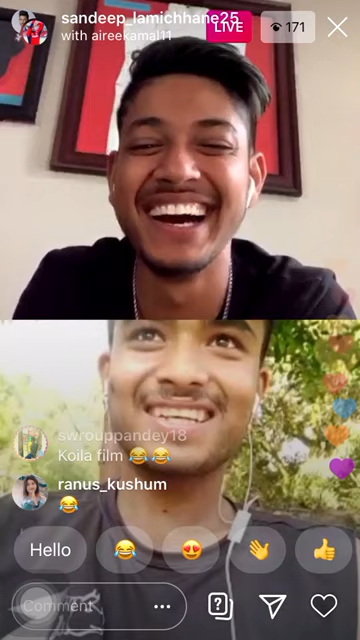 sandeep_lamichhane25
with aireekamal11
LIVE
171
swrouppandey18
Koila film 😂😂
ranus_kushum
😂
Hello 😂 😍 👋 👍
Comment